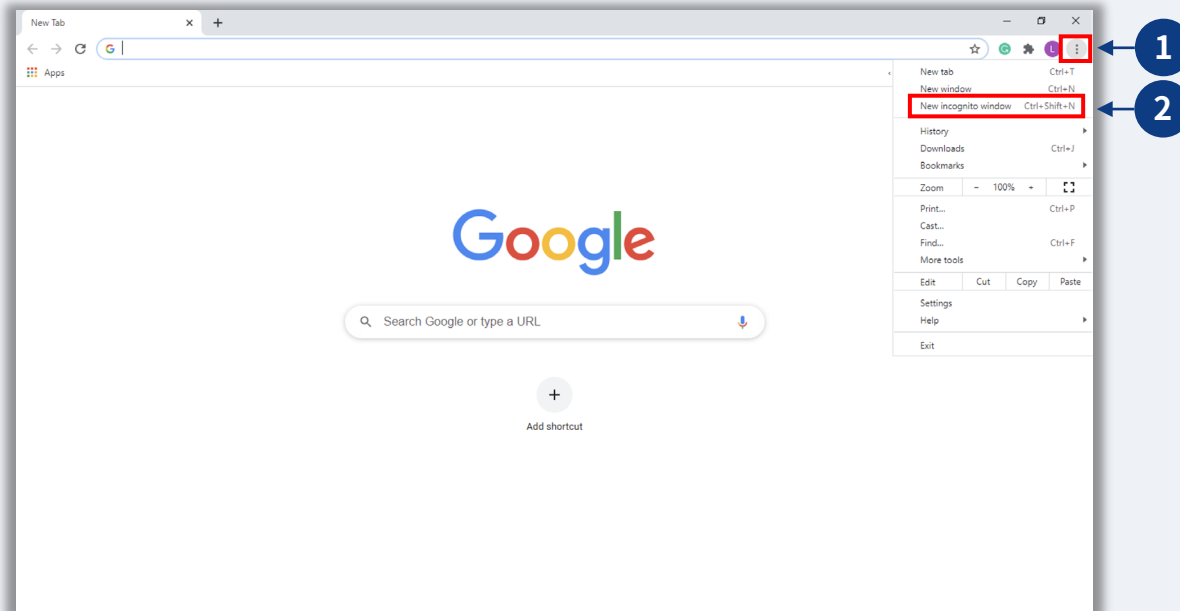 New Tab
1
Apps
New tab Ctrl+T
New window Ctrl+N
New incognito window Ctrl+Shift+N
2
History
Downloads Ctrl+J
Bookmarks
Zoom - 100% +
Print... Ctrl+P
Cast...
Find... Ctrl+F
More tools
Edit Cut Copy Paste
Settings
Help
Exit
Google
Search Google or type a URL
Add shortcut